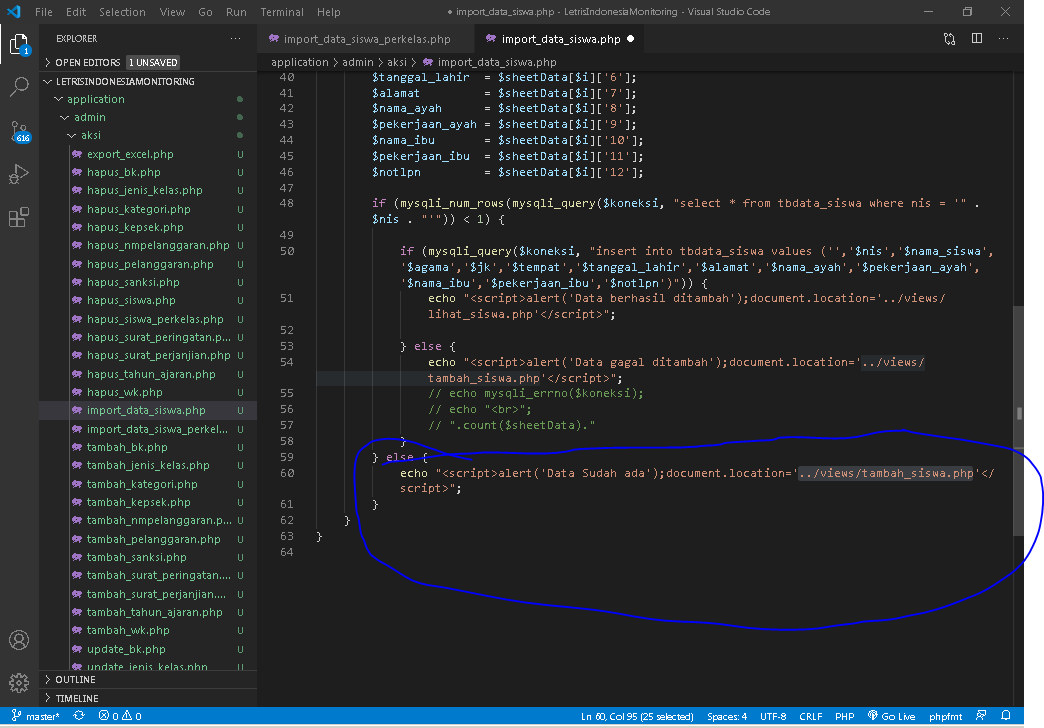 File Edit Selection View Go Run Terminal Help
● import_data_siswa.php - LetrisIndonesiaMonitoring - Visual Studio Code
EXPLORER ···
import_data_siswa_perkelas.php
import_data_siswa.php ●
> OPEN EDITORS 1 UNSAVED
application > admin > aksi > import_data_siswa.php
LETRISINDONESIAMONITORING
application
admin
aksi
export_excel.php U
hapus_bk.php U
hapus_jenis_kelas.php U
hapus_kategori.php U
hapus_kepsek.php U
hapus_nmpelanggaran.php U
hapus_pelanggaran.php U
hapus_sanksi.php U
hapus_siswa.php U
hapus_siswa_perkelas.php U
hapus_surat_peringatan.p... U
hapus_surat_perjanjian.php U
hapus_tahun_ajaran.php U
hapus_wk.php U
import_data_siswa.php U
import_data_siswa_perkel... U
tambah_bk.php U
tambah_jenis_kelas.php U
tambah_kategori.php U
tambah_kepsek.php U
tambah_nmpelanggaran.p... U
tambah_pelanggaran.php U
tambah_sanksi.php U
tambah_surat_peringatan.... U
tambah_surat_perjanjian.... U
tambah_tahun_ajaran.php U
tambah_wk.php U
update_bk.php U
update_jenis_kelas.php U
> OUTLINE
> TIMELINE
1
616
40 $tanggal_lahir = $sheetData[$i]['6'];
41 $alamat = $sheetData[$i]['7'];
42 $nama_ayah = $sheetData[$i]['8'];
43 $pekerjaan_ayah = $sheetData[$i]['9'];
44 $nama_ibu = $sheetData[$i]['10'];
45 $pekerjaan_ibu = $sheetData[$i]['11'];
46 $notlpn = $sheetData[$i]['12'];
47
48 if (mysqli_num_rows(mysqli_query($koneksi, "select * from tbdata_siswa where nis = '" .
$nis . "'")) < 1) {
49
50 if (mysqli_query($koneksi, "insert into tbdata_siswa values ('','$nis','$nama_siswa',
'$agama','$jk','$tempat','$tanggal_lahir','$alamat','$nama_ayah','$pekerjaan_ayah',
'$nama_ibu','$pekerjaan_ibu','$notlpn')")) {
51 echo "<script>alert('Data berhasil ditambah');document.location='../views/
lihat_siswa.php'</script>";
52
53 } else {
54 echo "<script>alert('Data gagal ditambah');document.location='../views/
tambah_siswa.php'</script>";
55 // echo mysqli_errno($koneksi);
56 // echo "<br>";
57 // ".count($sheetData)."
58 }
59 } else {
60 echo "<script>alert('Data Sudah ada');document.location='../views/tambah_siswa.php'</
script>";
61 }
62 }
63 }
64
master* 0 0 Ln 60, Col 95 (25 selected) Spaces: 4 UTF-8 CRLF PHP Go Live phpfmt